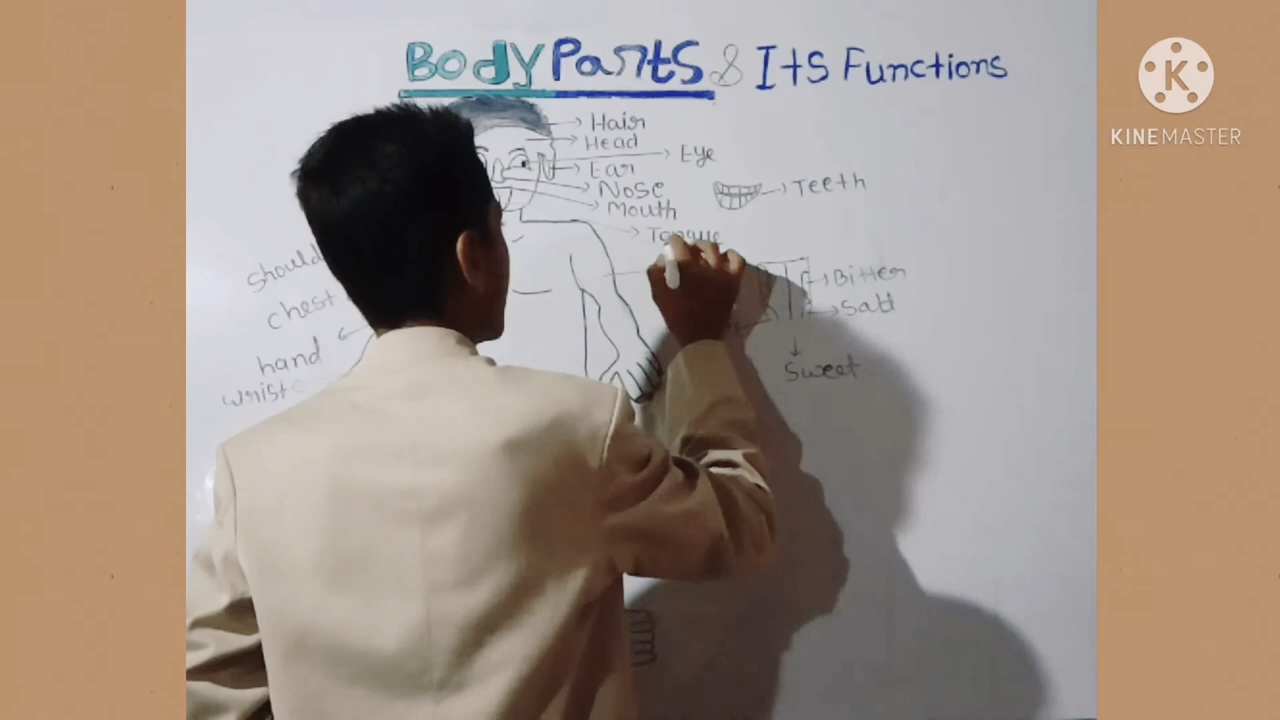 BOdY Parts & Its Functions
KINEMASTER
Hair
Head
Eye
Ear
Nose
Teeth
Mouth
Tongue
chest
Bitter
Salt
hand
Sweet
wrist